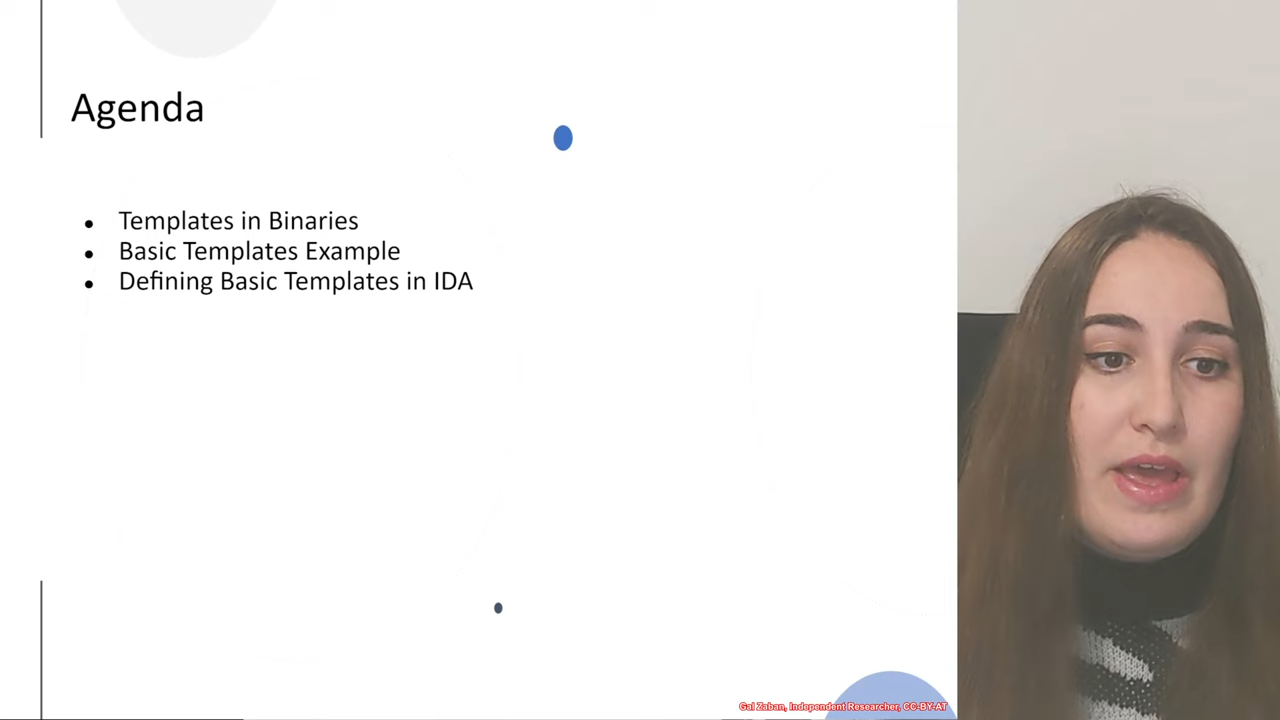 Agenda
● Templates in Binaries
● Basic Templates Example
● Defining Basic Templates in IDA
Gal Zaban, Independent Researcher, CC-BY-AT